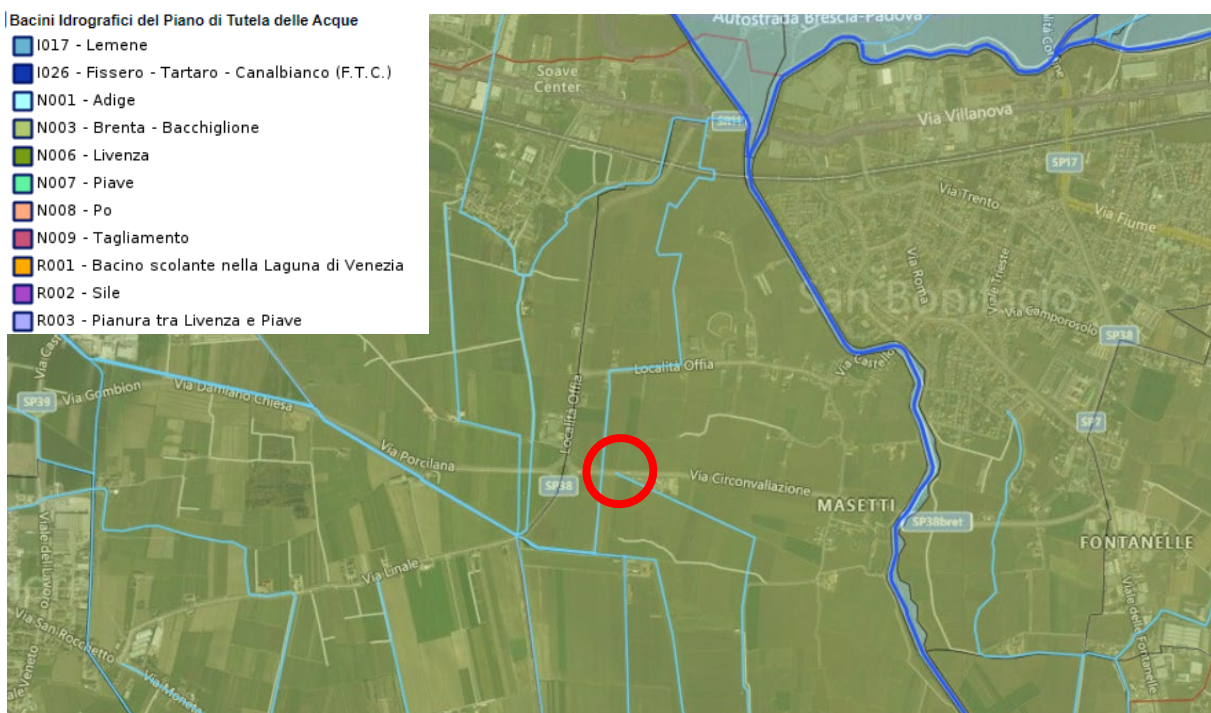 Bacini Idrografici del Piano di Tutela delle Acque
I017 - Lemene
I026 - Fissero - Tartaro - Canalbianco (F.T.C.)
N001 - Adige
N003 - Brenta - Bacchiglione
N006 - Livenza
N007 - Piave
N008 - Po
N009 - Tagliamento
R001 - Bacino scolante nella Laguna di Venezia
R002 - Sile
R003 - Pianura tra Livenza e Piave
Autostrada Brescia-Padova
Soave
Center
SR11
Via Villanova
SP17
Via Trento
Via Fiume
Via Roma
Viale Trieste
San Bonifacio
Via Camporosolo
SP38
Via Castello
Località Offia
Località Offia
SP39
Via Gombion
Via Damiano Chiesa
Via Porcilana
SP38
Via Circonvallazione
SP7
MASETTI
SP38bret
FONTANELLE
Viale del Lavoro
Via Linale
Via San Rocchetto
Viale delle Fontanelle